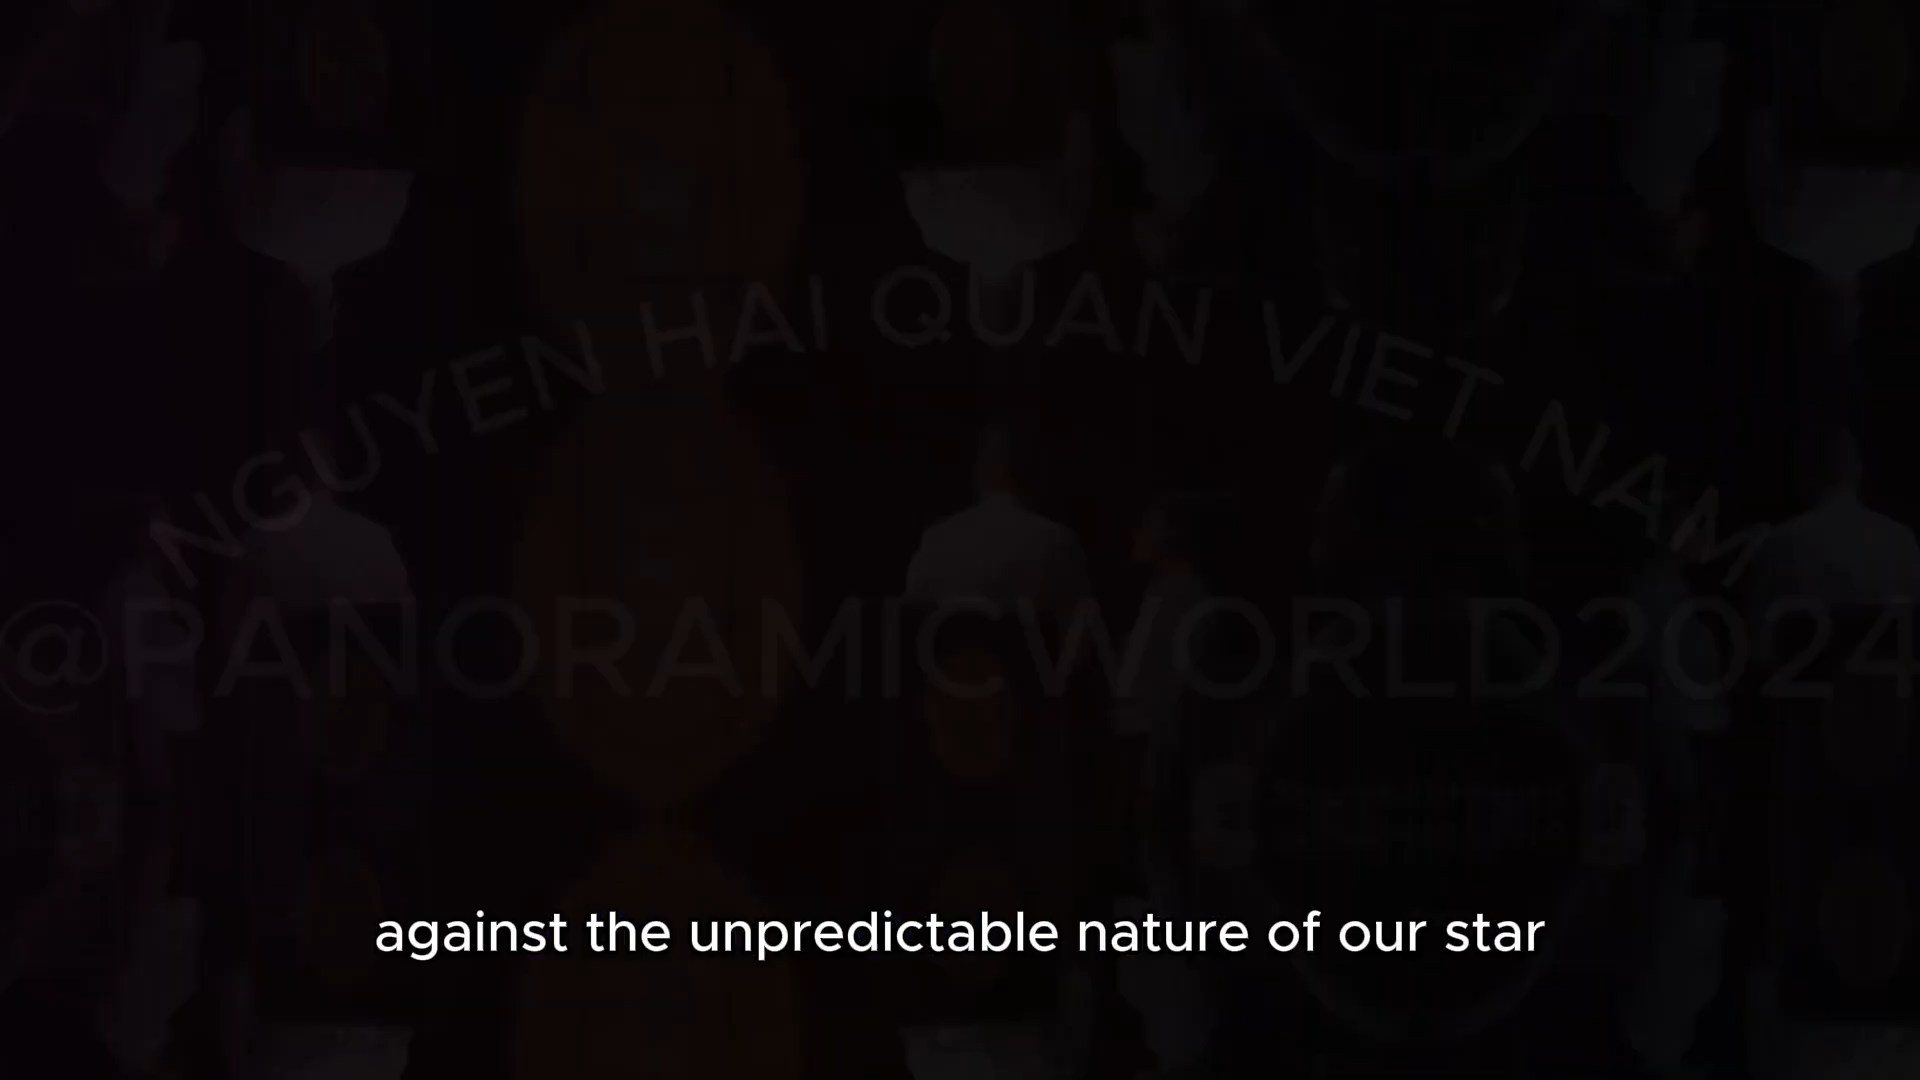 NGUYEN HAI QUAN VIET NAM
@PANORAMICWORLD2024
against the unpredictable nature of our star